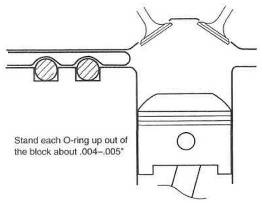 Stand each O-ring up out of
the block about .004–.005"